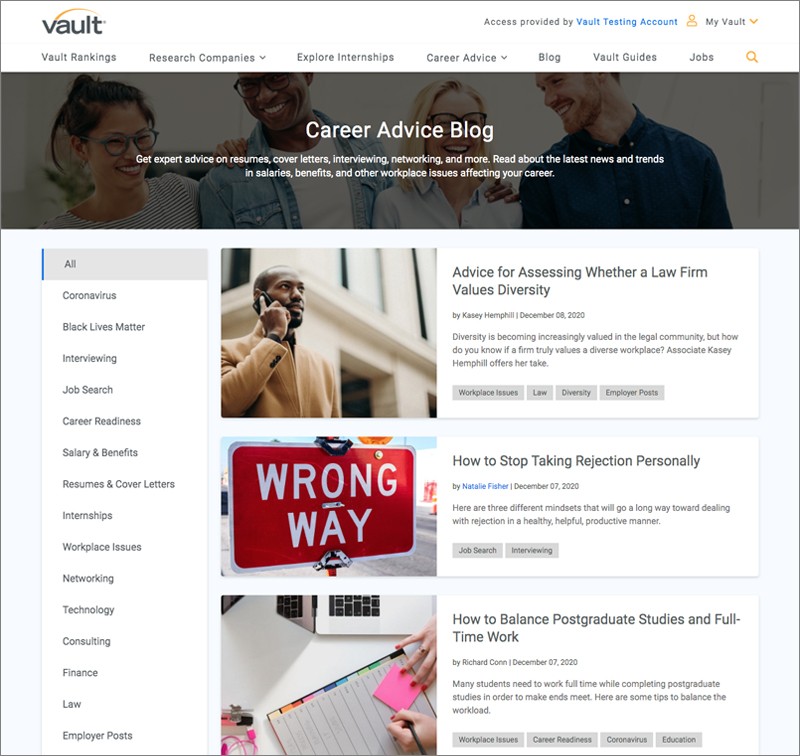 vault
Access provided by Vault Testing Account My Vault
Vault Rankings Research Companies Explore Internships Career Advice Blog Vault Guides Jobs
Career Advice Blog
Get expert advice on resumes, cover letters, interviewing, networking, and more. Read about the latest news and trends
in salaries, benefits, and other workplace issues affecting your career.
All
Coronavirus
Black Lives Matter
Interviewing
Job Search
Career Readiness
Salary & Benefits
Resumes & Cover Letters
Internships
Workplace Issues
Networking
Technology
Consulting
Finance
Law
Employer Posts
Advice for Assessing Whether a Law Firm
Values Diversity
by Kasey Hemphill | December 08, 2020
Diversity is becoming increasingly valued in the legal community, but how
do you know if a firm truly values a diverse workplace? Associate Kasey
Hemphill offers her take.
Workplace Issues Law Diversity Employer Posts
WRONG
WAY
How to Stop Taking Rejection Personally
by Natalie Fisher | December 07, 2020
Here are three different mindsets that will go a long way toward dealing
with rejection in a healthy, helpful, productive manner.
Job Search Interviewing
How to Balance Postgraduate Studies and Full-
Time Work
by Richard Conn | December 07, 2020
Many students need to work full time while completing postgraduate
studies in order to make ends meet. Here are some tips to balance the
workload.
Workplace Issues Career Readiness Coronavirus Education